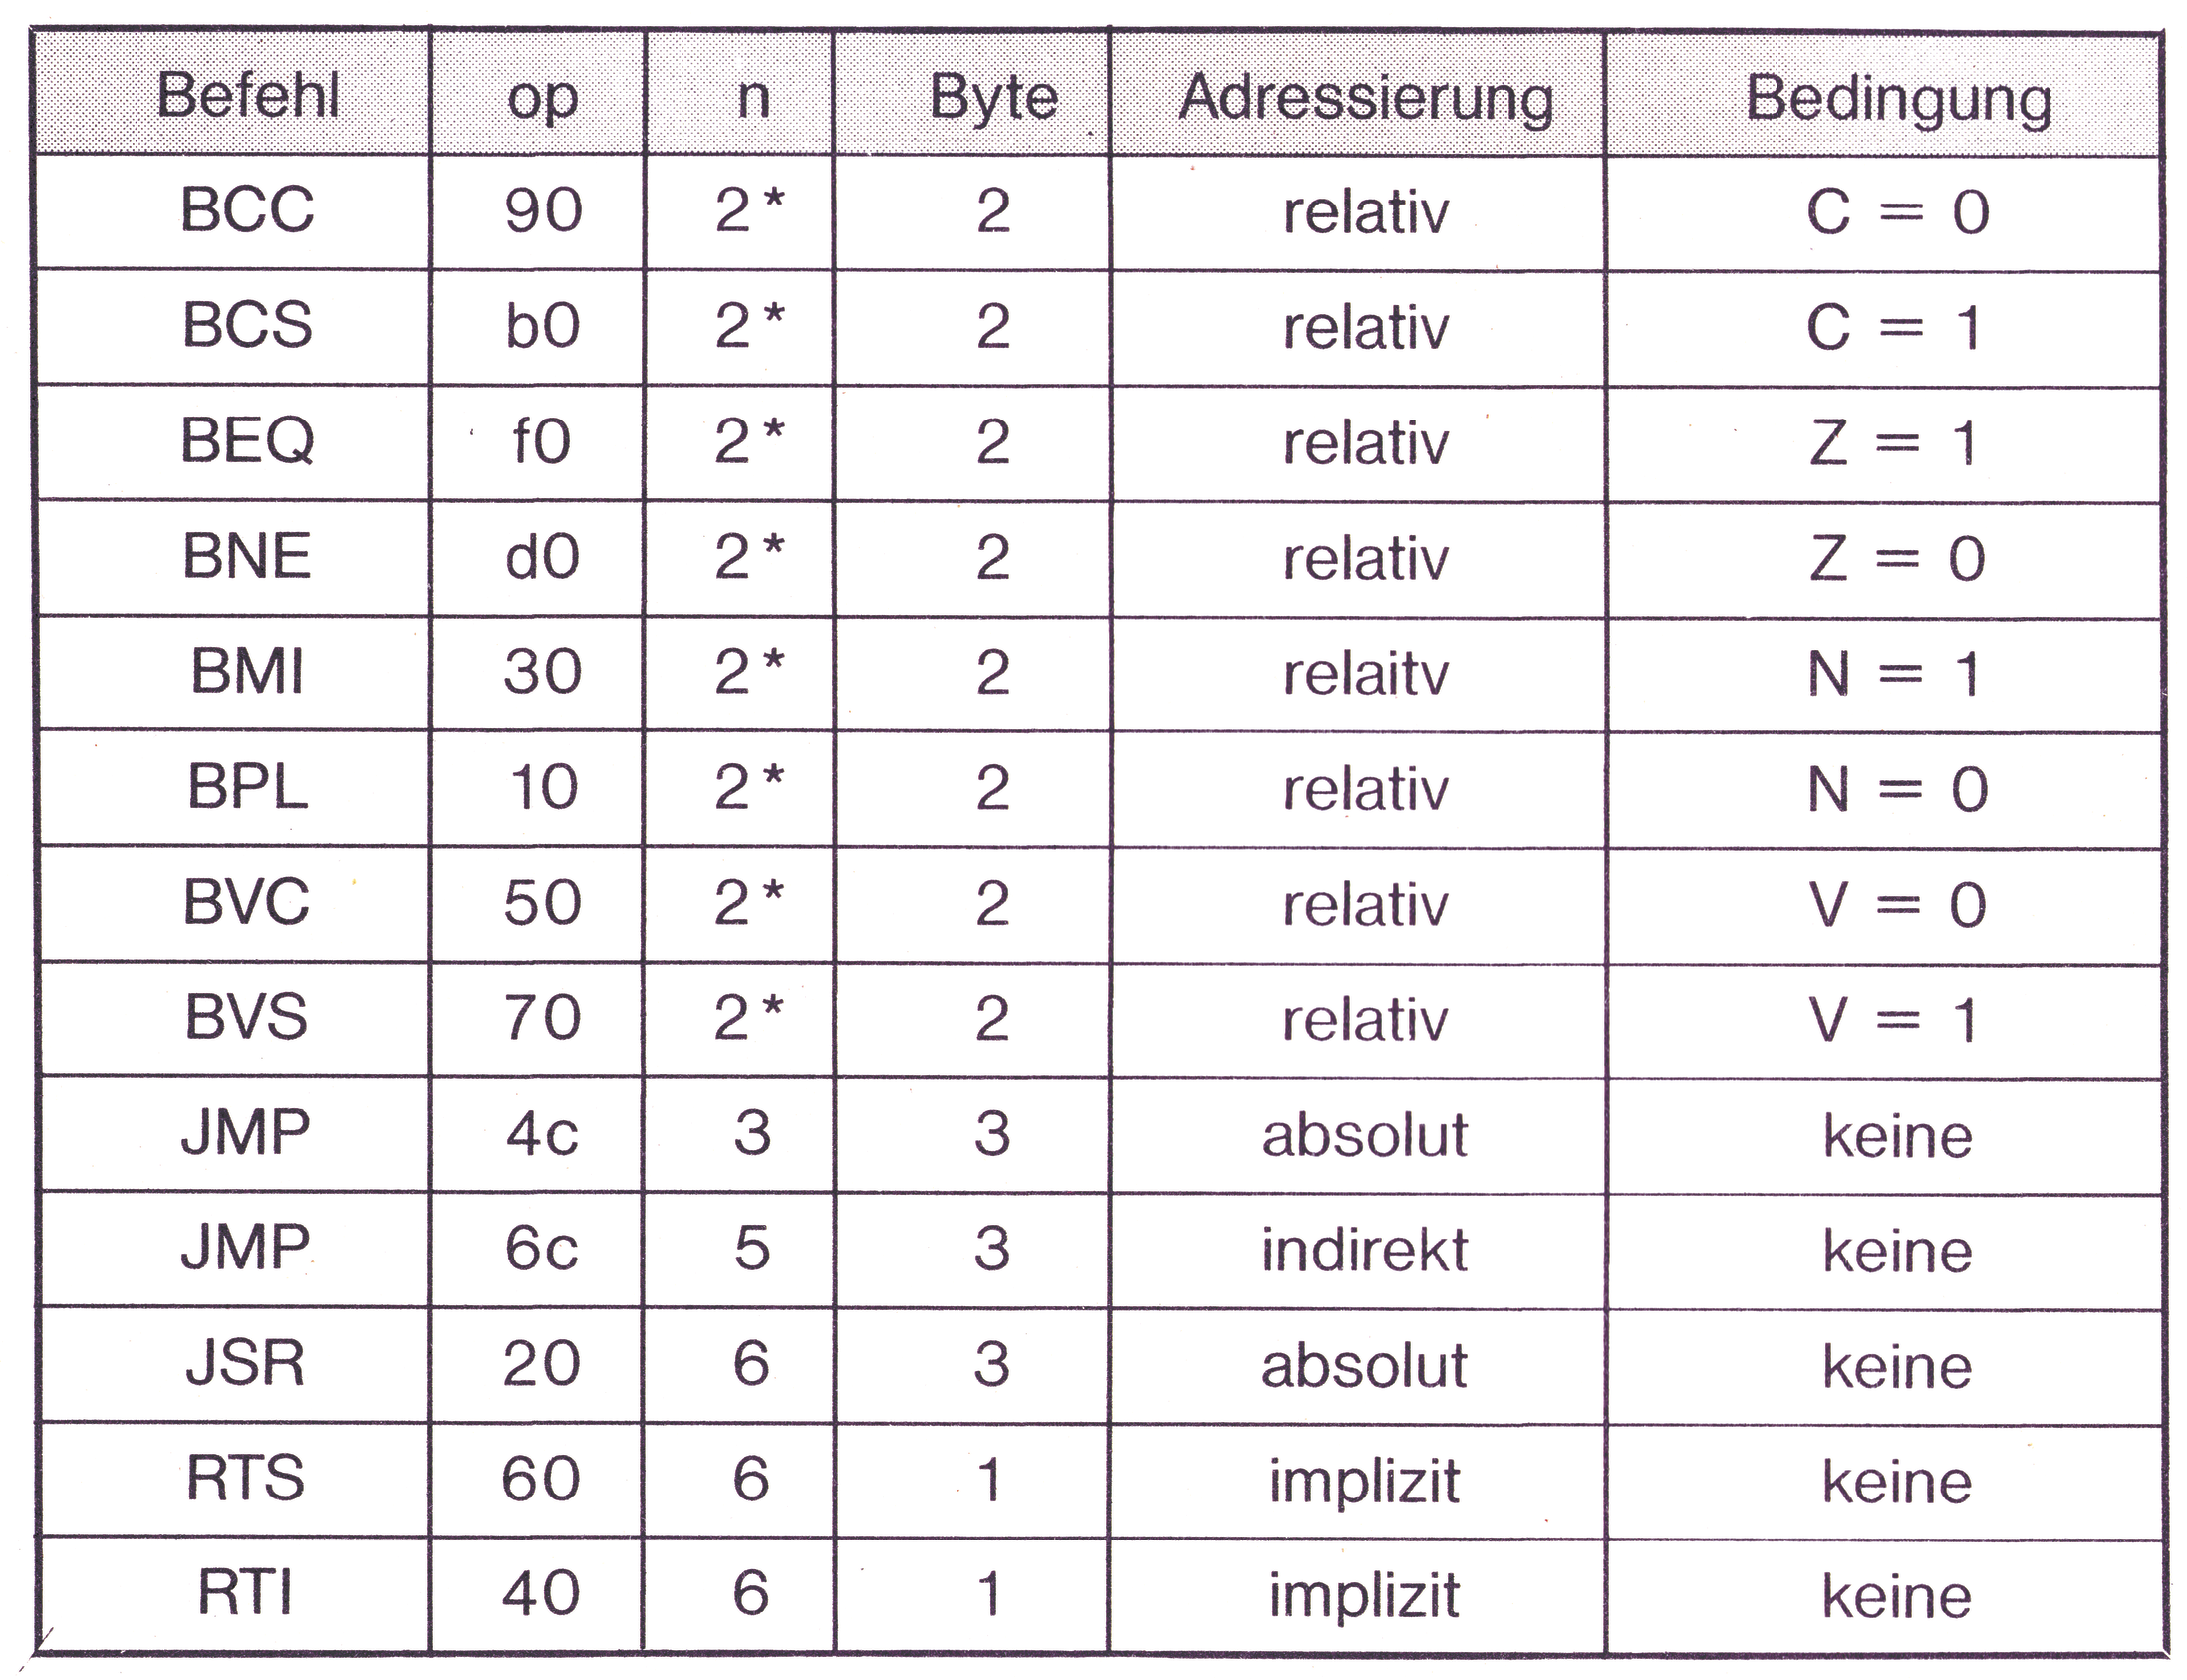 Befehl op n Byte Adressierung Bedingung
BCC 90 2* 2 relativ C = 0
BCS b0 2* 2 relativ C = 1
BEQ f0 2* 2 relativ Z = 1
BNE d0 2* 2 relativ Z = 0
BMI 30 2* 2 relaitv N = 1
BPL 10 2* 2 relativ N = 0
BVC 50 2* 2 relativ V = 0
BVS 70 2* 2 relativ V = 1
JMP 4c 3 3 absolut keine
JMP 6c 5 3 indirekt keine
JSR 20 6 3 absolut keine
RTS 60 6 1 implizit keine
RTI 40 6 1 implizit keine